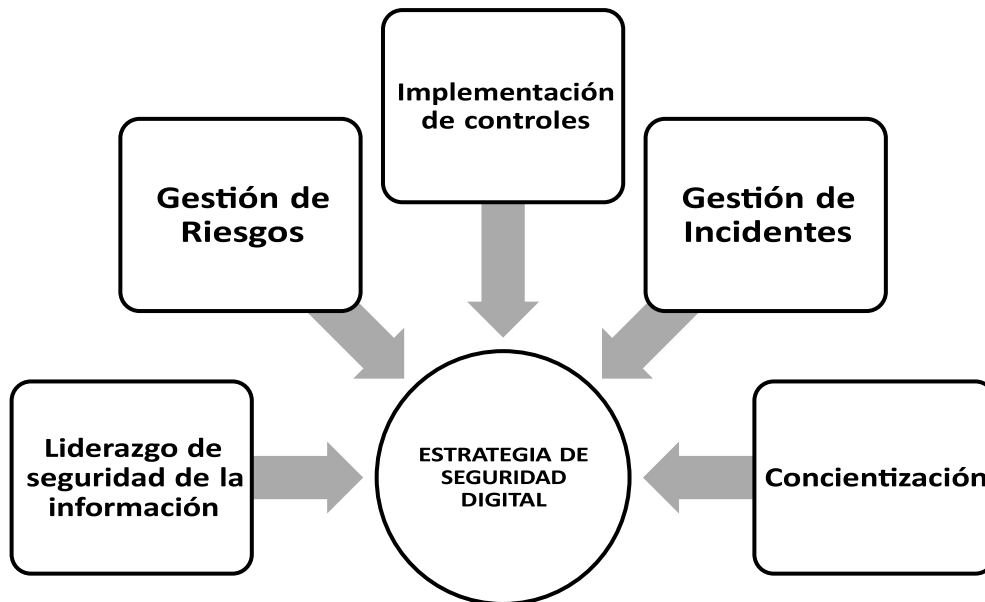 Implementación
de controles
Gestión de
Riesgos
Gestión de
Incidentes
Liderazgo de
seguridad de la
información
ESTRATEGIA DE
SEGURIDAD
DIGITAL
Concientización